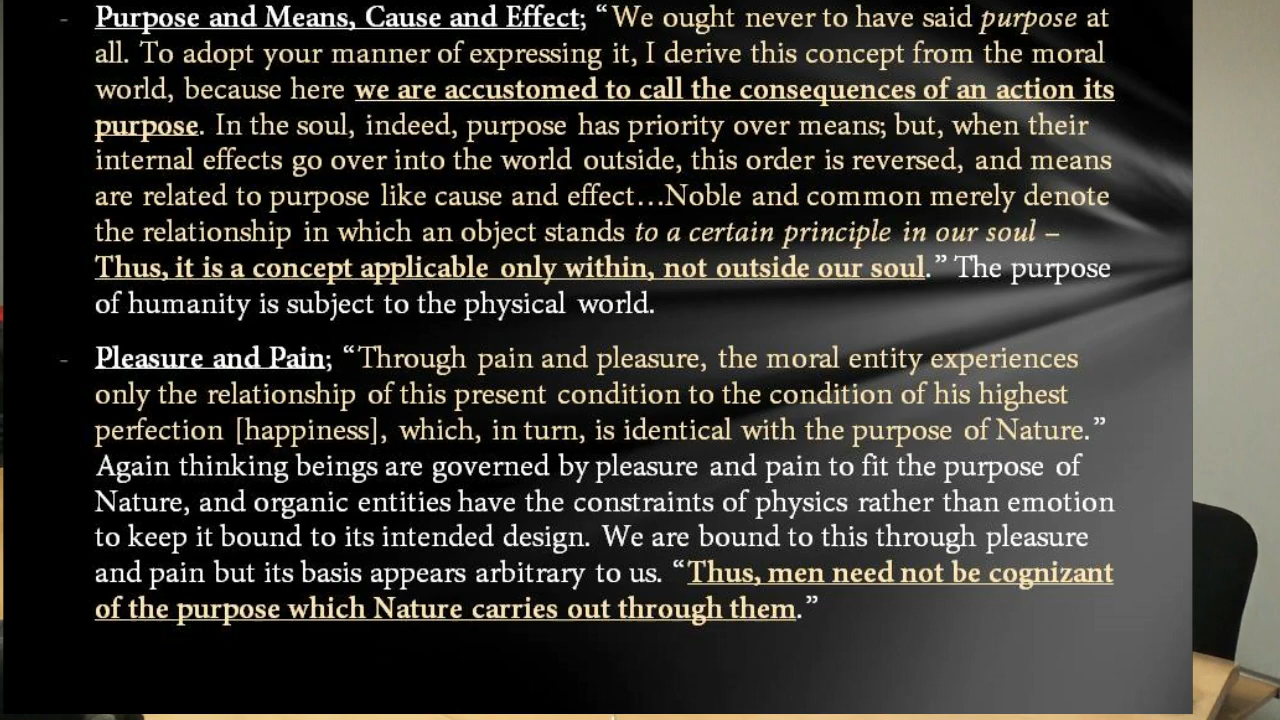 - Purpose and Means, Cause and Effect; “We ought never to have said purpose at
all. To adopt your manner of expressing it, I derive this concept from the moral
world, because here we are accustomed to call the consequences of an action its
purpose. In the soul, indeed, purpose has priority over means; but, when their
internal effects go over into the world outside, this order is reversed, and means
are related to purpose like cause and effect…Noble and common merely denote
the relationship in which an object stands to a certain principle in our soul –
Thus, it is a concept applicable only within, not outside our soul.” The purpose
of humanity is subject to the physical world.
- Pleasure and Pain; “Through pain and pleasure, the moral entity experiences
only the relationship of this present condition to the condition of his highest
perfection [happiness], which, in turn, is identical with the purpose of Nature.”
Again thinking beings are governed by pleasure and pain to fit the purpose of
Nature, and organic entities have the constraints of physics rather than emotion
to keep it bound to its intended design. We are bound to this through pleasure
and pain but its basis appears arbitrary to us. “Thus, men need not be cognizant
of the purpose which Nature carries out through them.”